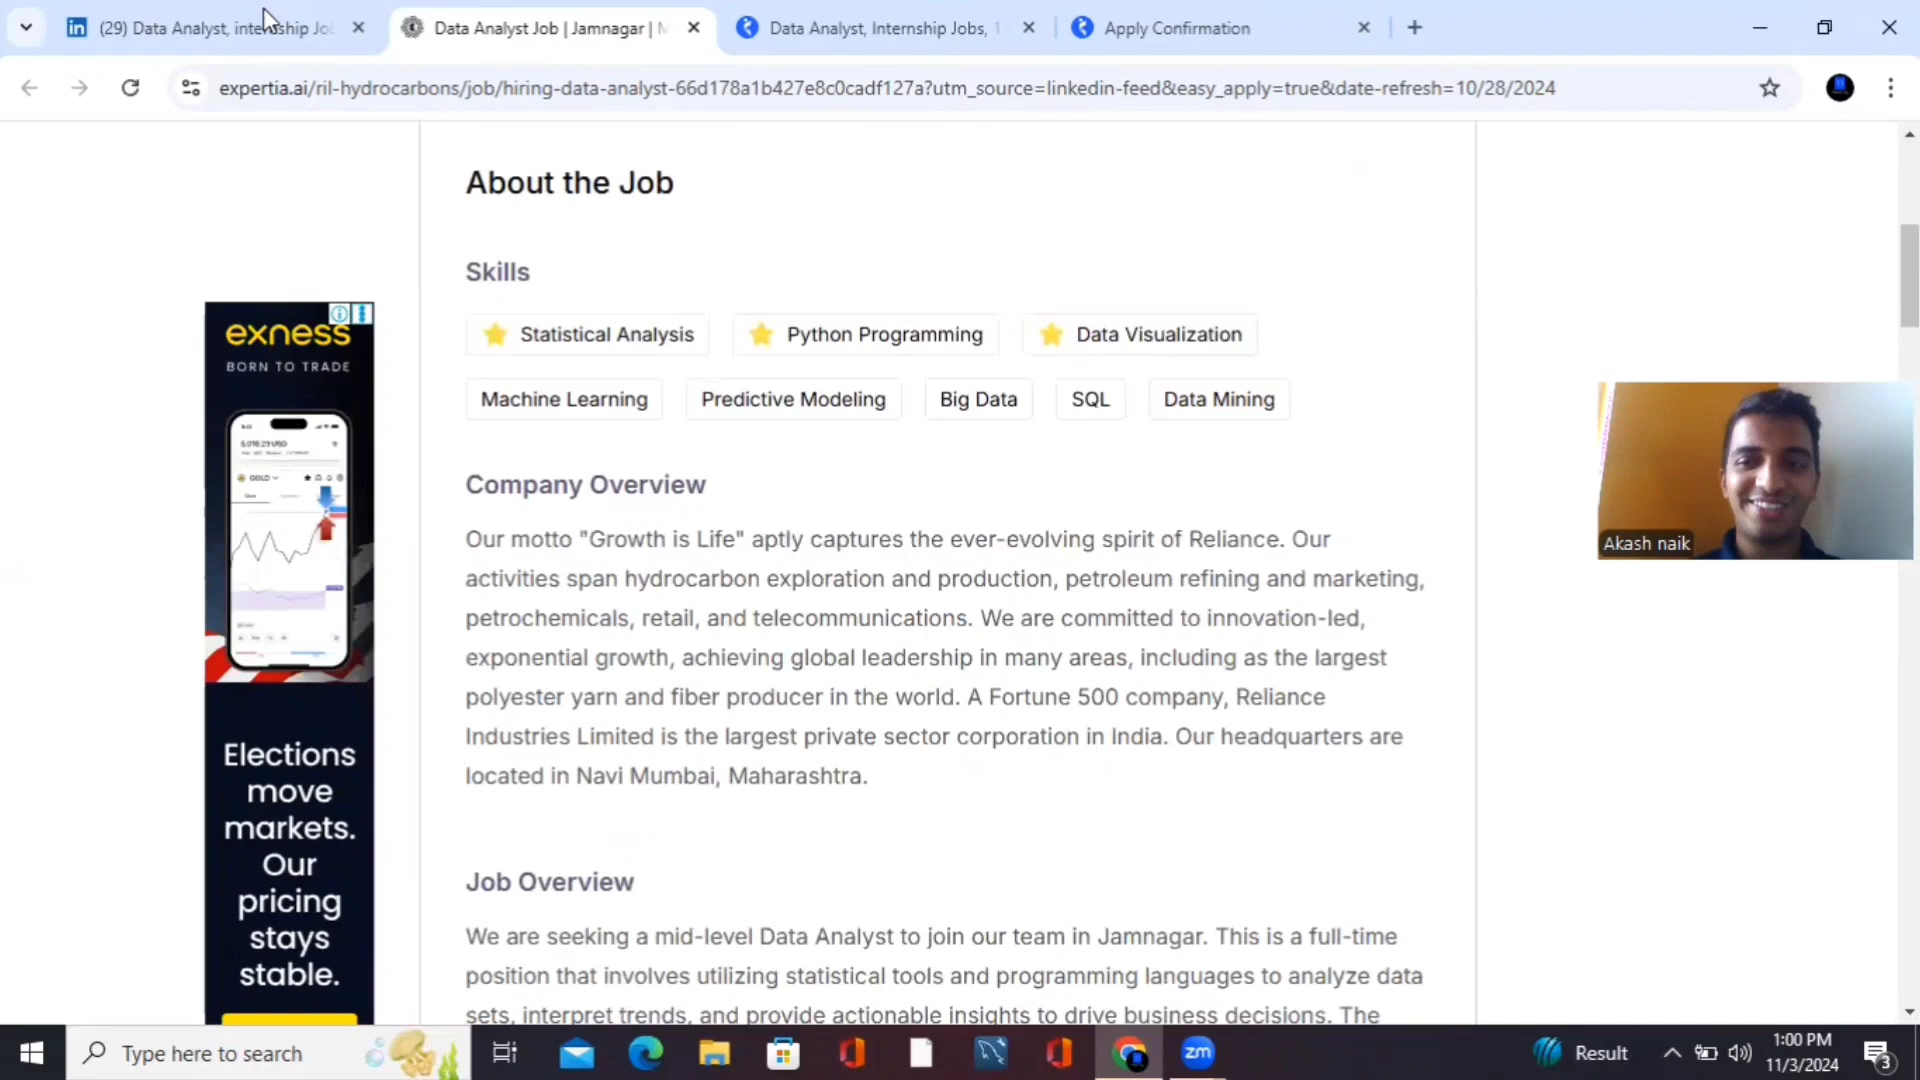 (29) Data Analyst, internship Jo
Data Analyst Job | Jamnagar |
Data Analyst, Internship Jobs, 1
Apply Confirmation
expertia.ai/ril-hydrocarbons/job/hiring-data-analyst-66d178a1b427e8c0cadf127a?utm_source=linkedin-feed&easy_apply=true&date-refresh=10/28/2024
About the Job
Skills
Statistical Analysis
Python Programming
Data Visualization
Machine Learning
Predictive Modeling
Big Data
SQL
Data Mining
Company Overview
Our motto "Growth is Life" aptly captures the ever-evolving spirit of Reliance. Our
activities span hydrocarbon exploration and production, petroleum refining and marketing,
petrochemicals, retail, and telecommunications. We are committed to innovation-led,
exponential growth, achieving global leadership in many areas, including as the largest
polyester yarn and fiber producer in the world. A Fortune 500 company, Reliance
Industries Limited is the largest private sector corporation in India. Our headquarters are
located in Navi Mumbai, Maharashtra.
Job Overview
We are seeking a mid-level Data Analyst to join our team in Jamnagar. This is a full-time
position that involves utilizing statistical tools and programming languages to analyze data
sets, interpret trends, and provide actionable insights to drive business decisions. The
exness
BORN TO TRADE
GOLD
Elections
move
markets.
Our
pricing
stays
stable.
Akash naik
Type here to search
zm
Result
1:00 PM
11/3/2024
3